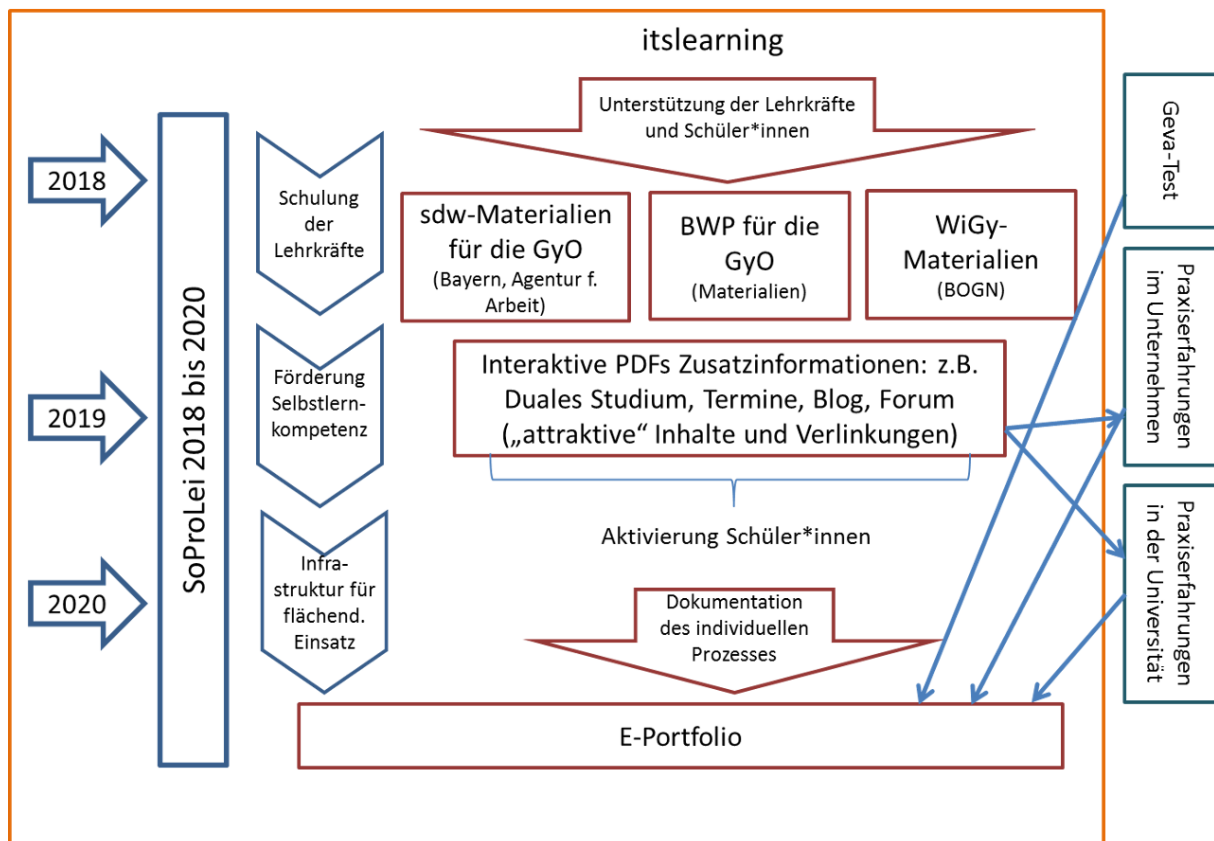 itslearning
Unterstützung der Lehrkräfte
und Schüler*innen
2018
2019
2020
SoProLei 2018 bis 2020
Schulung
der
Lehrkräfte
Förderung
Selbstlern-
kompetenz
Infra-
struktur für
flächend.
Einsatz
sdw-Materialien
für die GyO
(Bayern, Agentur f.
Arbeit)
BWP für die
GyO
(Materialien)
WiGy-
Materialien
(BOGN)
Interaktive PDFs Zusatzinformationen: z.B.
Duales Studium, Termine, Blog, Forum
(„attraktive“ Inhalte und Verlinkungen)
Aktivierung Schüler*innen
Dokumentation
des individuellen
Prozesses
E-Portfolio
Geva-Test
Praxiserfahrungen
im Unternehmen
Praxiserfahrungen
in der Universität